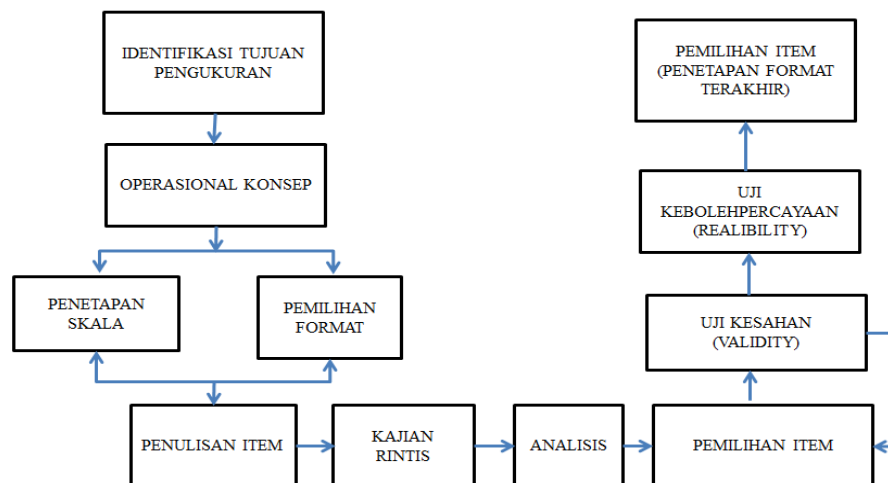 IDENTIFIKASI TUJUAN
PENGUKURAN
OPERASIONAL KONSEP
PENETAPAN
SKALA
PEMILIHAN
FORMAT
PENULISAN ITEM
KAJIAN
RINTIS
ANALISIS
PEMILIHAN ITEM
UJI KESAHAN
(VALIDITY)
UJI
KEBOLEHPERCAYAAN
(REALIBILITY)
PEMILIHAN ITEM
(PENETAPAN FORMAT
TERAKHIR)